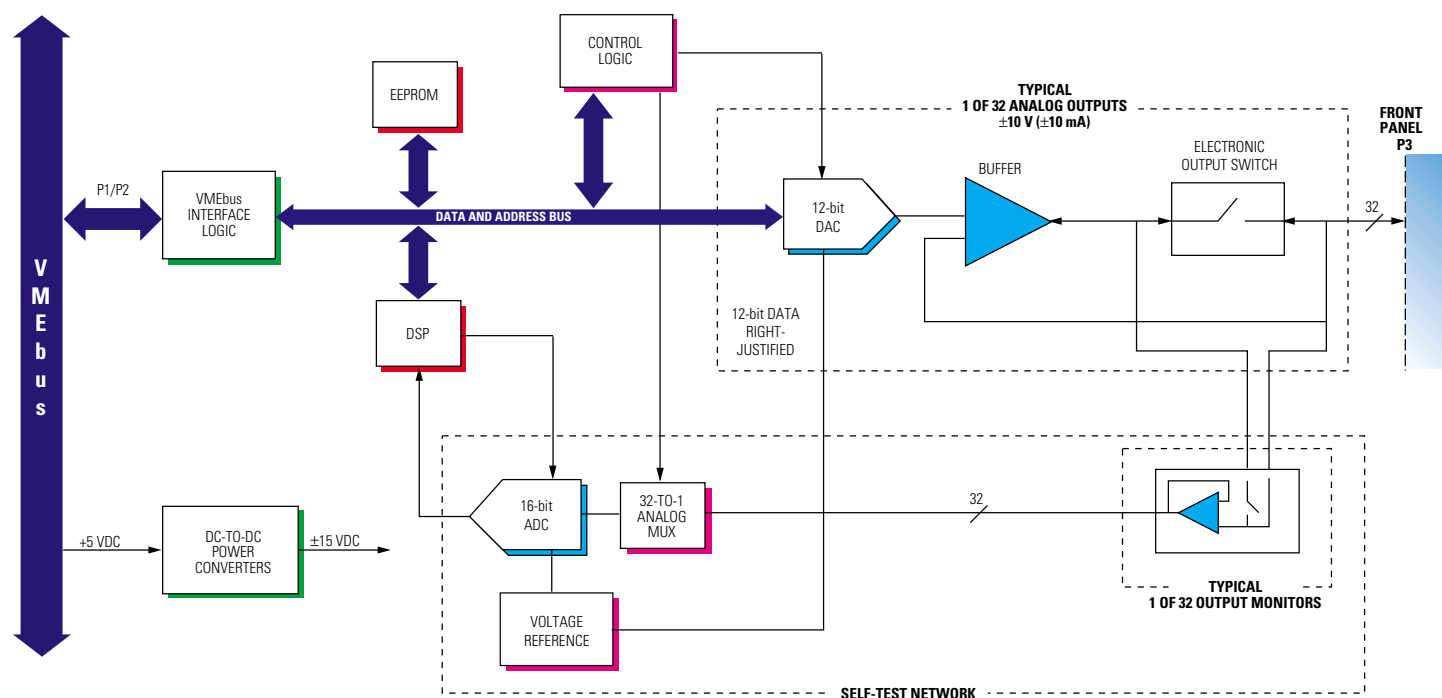 CONTROL
LOGIC
EEPROM
TYPICAL
1 OF 32 ANALOG OUTPUTS
±10 V (±10 mA)
FRONT
PANEL
P3
ELECTRONIC
OUTPUT SWITCH
BUFFER
P1/P2
VMEbus
INTERFACE
LOGIC
DATA AND ADDRESS BUS
12-bit
DAC
32
VMEbus
DSP
12-bit DATA
RIGHT-
JUSTIFIED
16-bit
ADC
32-TO-1
ANALOG
MUX
32
+5 VDC
DC-TO-DC
POWER
CONVERTERS
±15 VDC
TYPICAL
1 OF 32 OUTPUT MONITORS
VOLTAGE
REFERENCE
SELF-TEST NETWORK